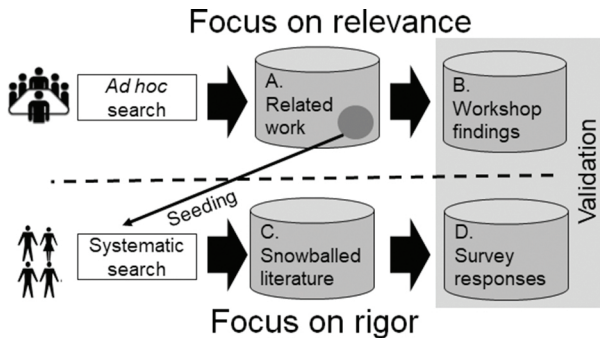 Focus on relevance
Ad hoc
search
A.
Related
work
B.
Workshop
findings
Validation
Seeding
Systematic
search
C.
Snowballed
literature
D.
Survey
responses
Focus on rigor